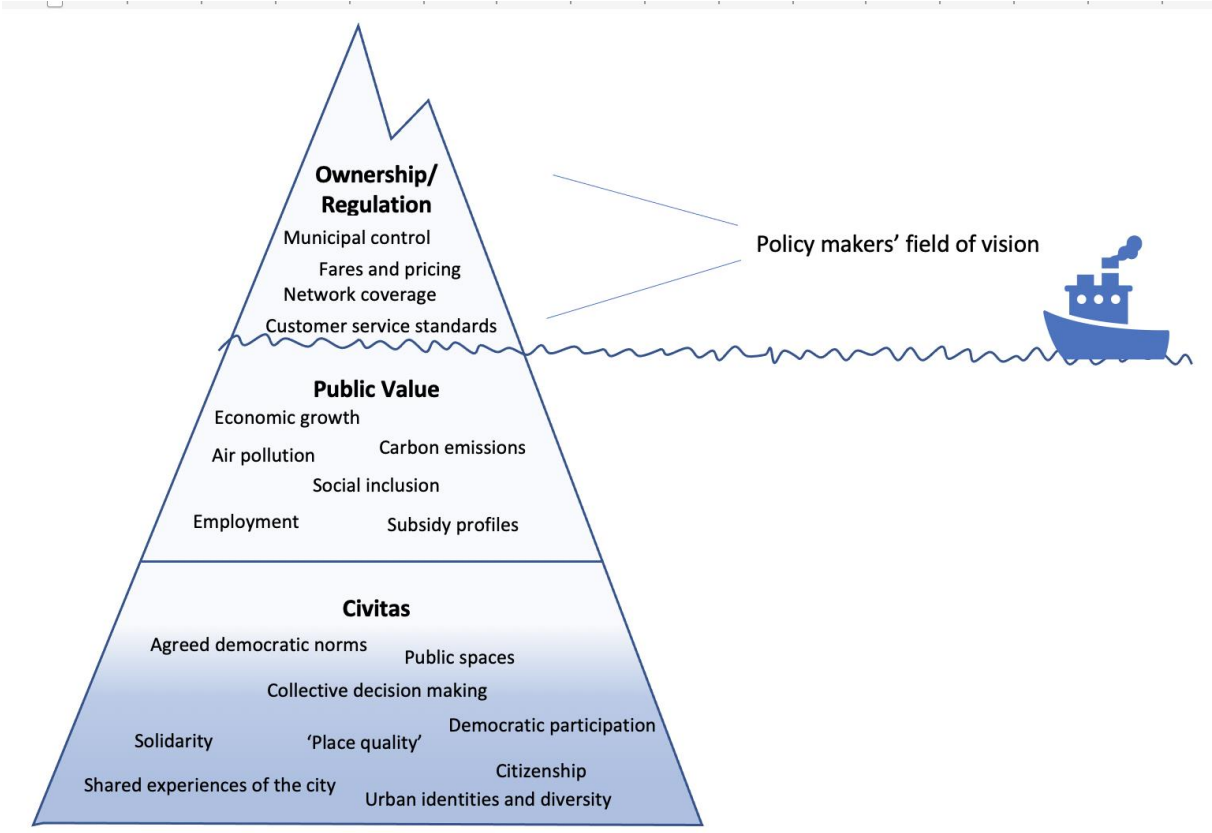 Ownership/
Regulation
Municipal control
Fares and pricing
Network coverage
Customer service standards
Policy makers’ field of vision
Public Value
Economic growth
Carbon emissions
Air pollution
Social inclusion
Employment
Subsidy profiles
Civitas
Agreed democratic norms
Public spaces
Collective decision making
Democratic participation
Solidarity
‘Place quality’
Citizenship
Shared experiences of the city
Urban identities and diversity